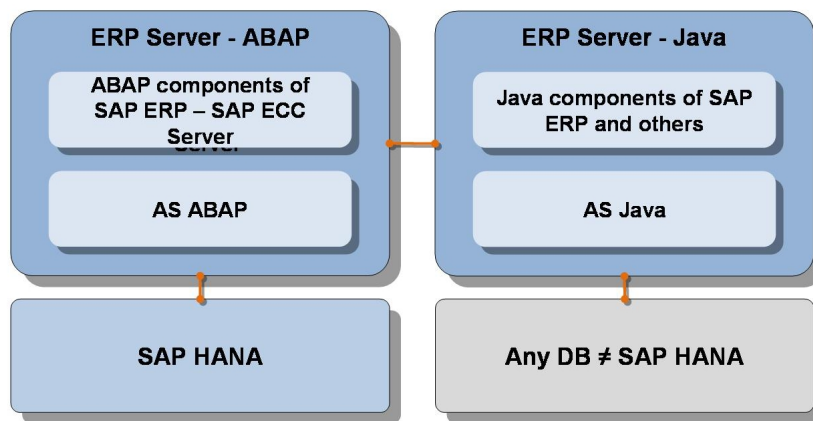 ERP Server - ABAP
ABAP components of
SAP ERP – SAP ECC
Server
AS ABAP
SAP HANA
ERP Server - Java
Java components of SAP
ERP and others
AS Java
Any DB ≠ SAP HANA